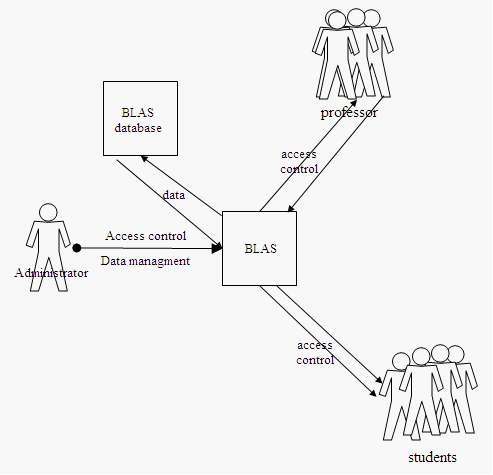 professor
BLAS
database
access
control
data
Access control
Data managment
Administrator
BLAS
access
control
students